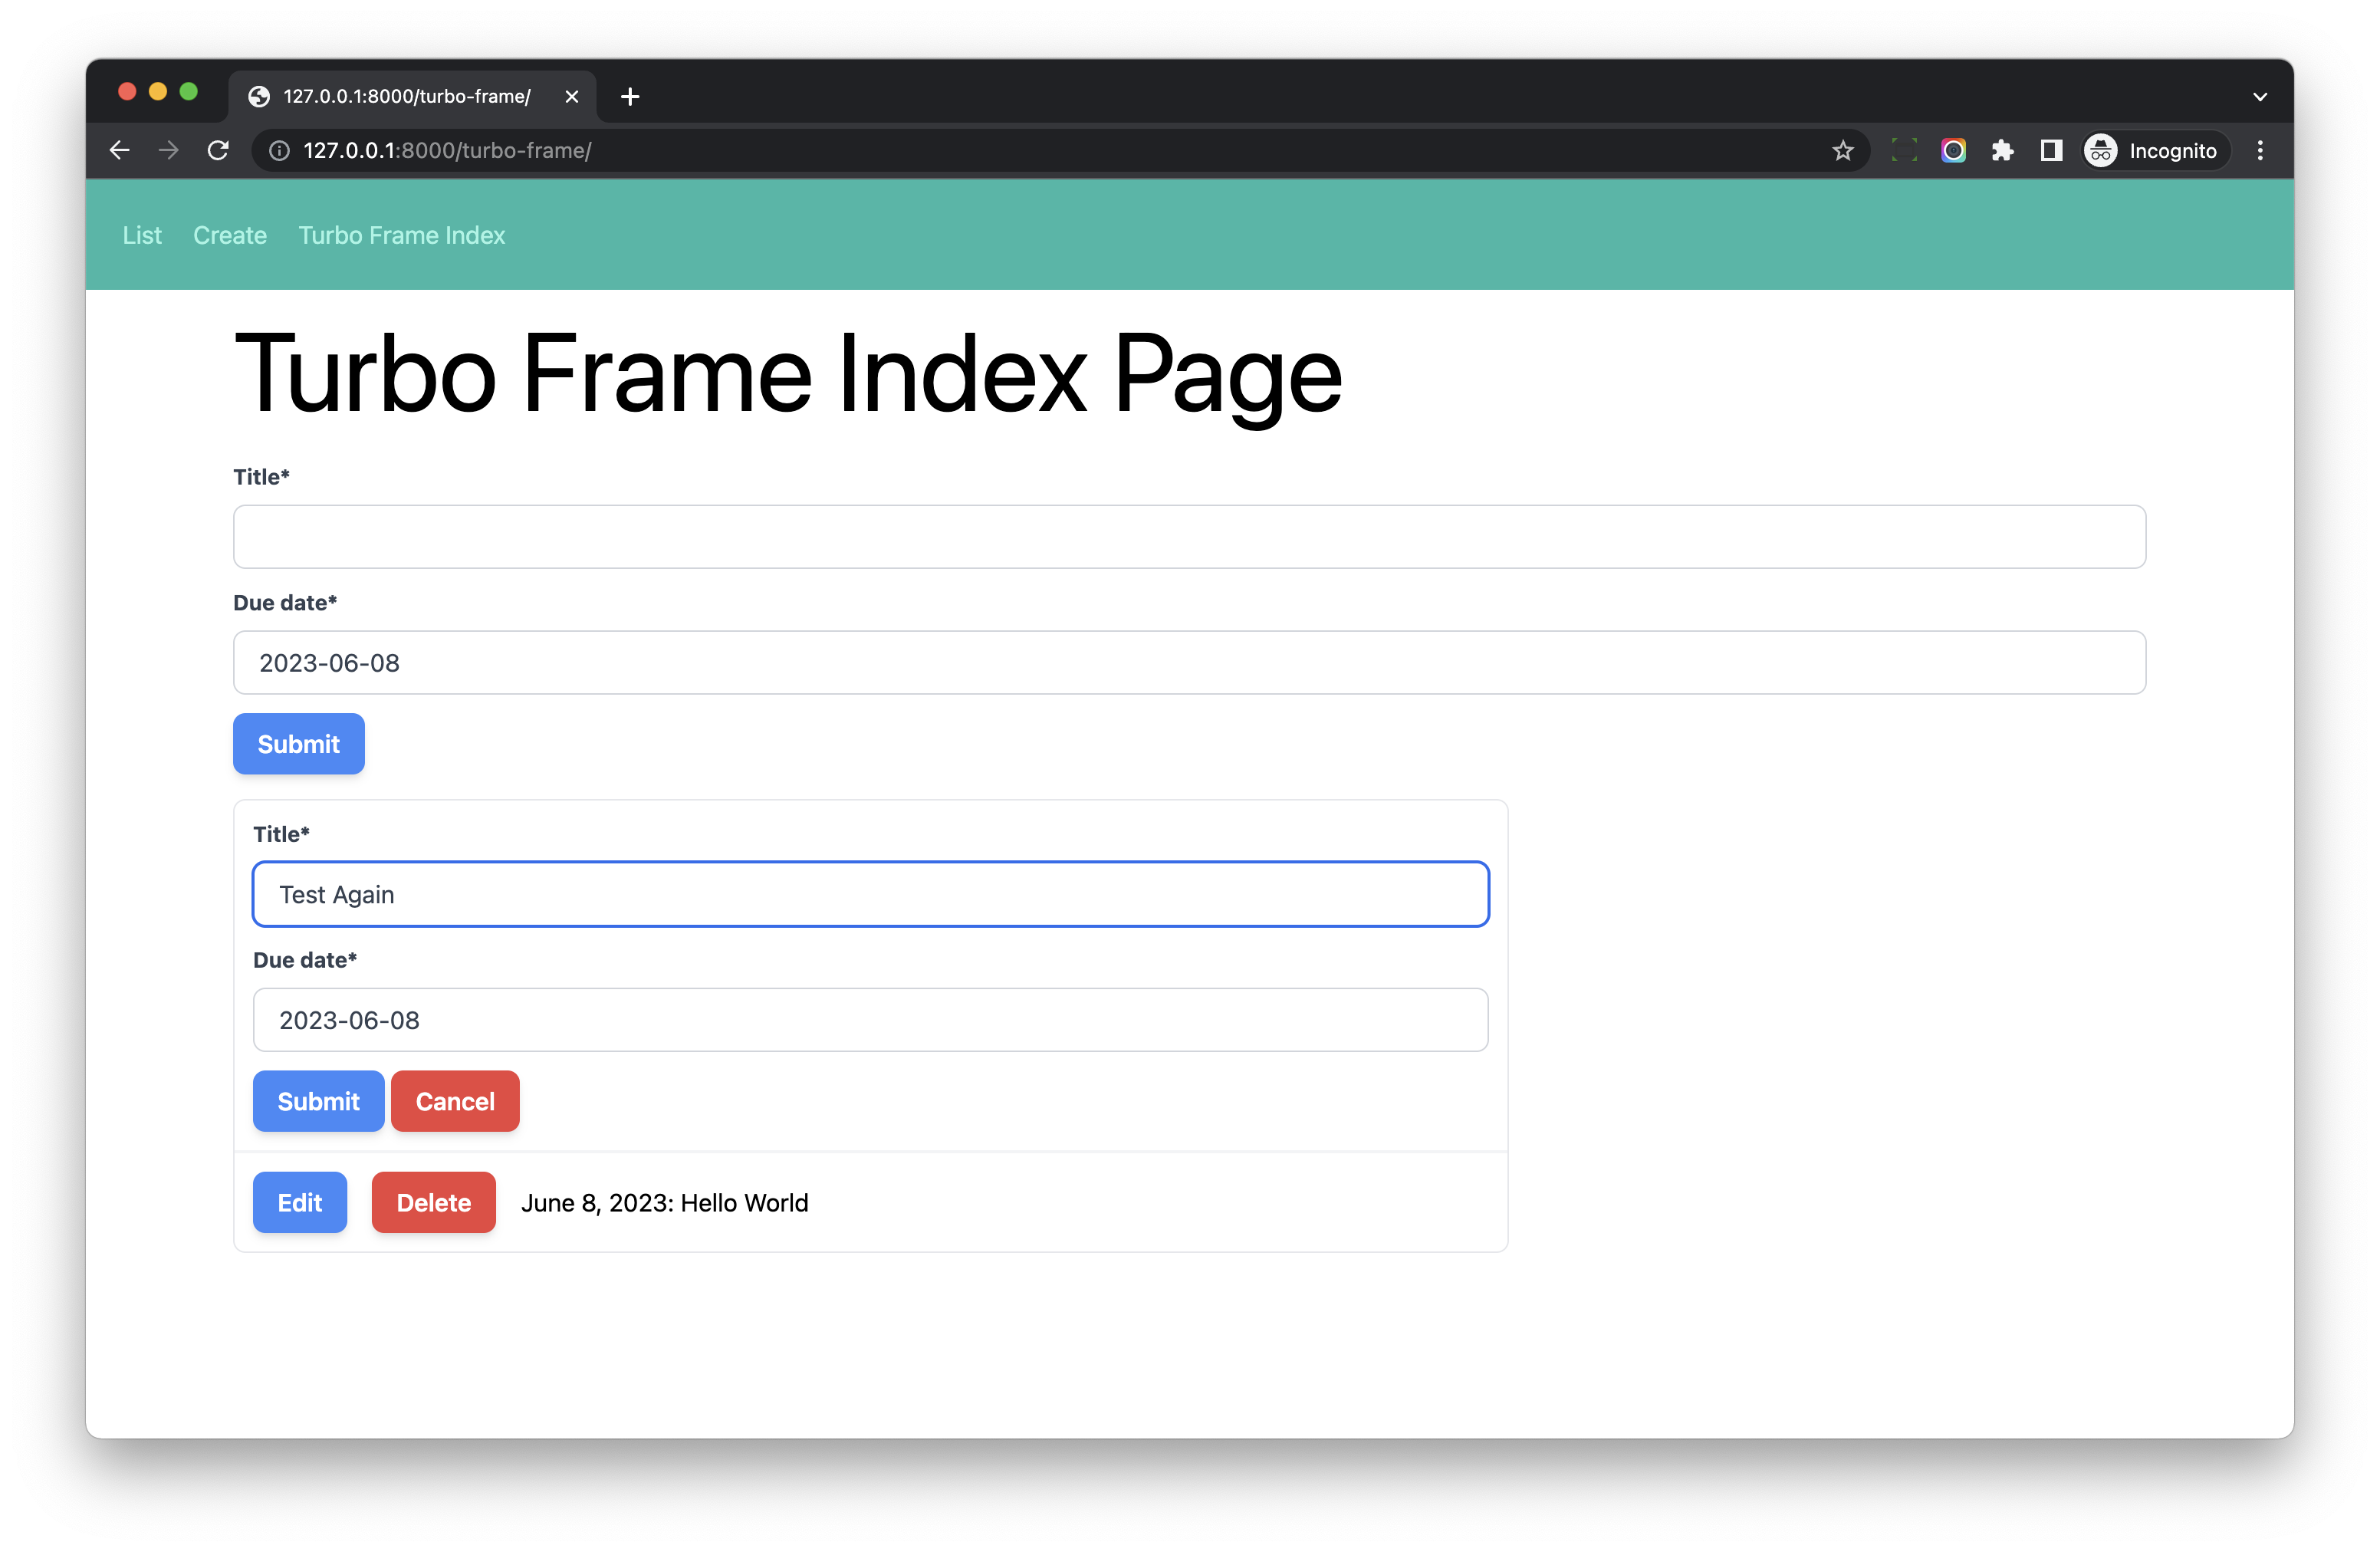 127.0.0.1:8000/turbo-frame/
127.0.0.1:8000/turbo-frame/ Incognito
List Create Turbo Frame Index
Turbo Frame Index Page
Title*
Due date*
2023-06-08
Submit
Title*
Test Again
Due date*
2023-06-08
Submit Cancel
Edit Delete June 8, 2023: Hello World